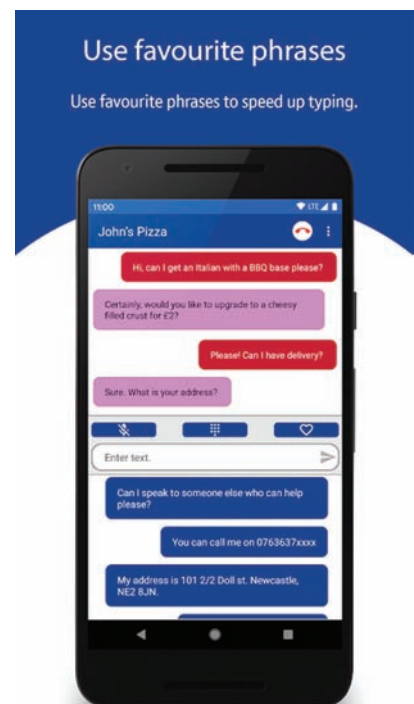 Use favourite phrases
Use favourite phrases to speed up typing.
11:00
LTE
John's Pizza
Hi, can I get an Italian with a BBQ base please?
Certainly, would you like to upgrade to a cheesy
filled crust for £2?
Please! Can I have delivery?
Sure. What is your address?
Enter text.
Can I speak to someone else who can help
please?
You can call me on 0763637xxxx
My address is 101 2/2 Doll st. Newcastle,
NE2 8JN.